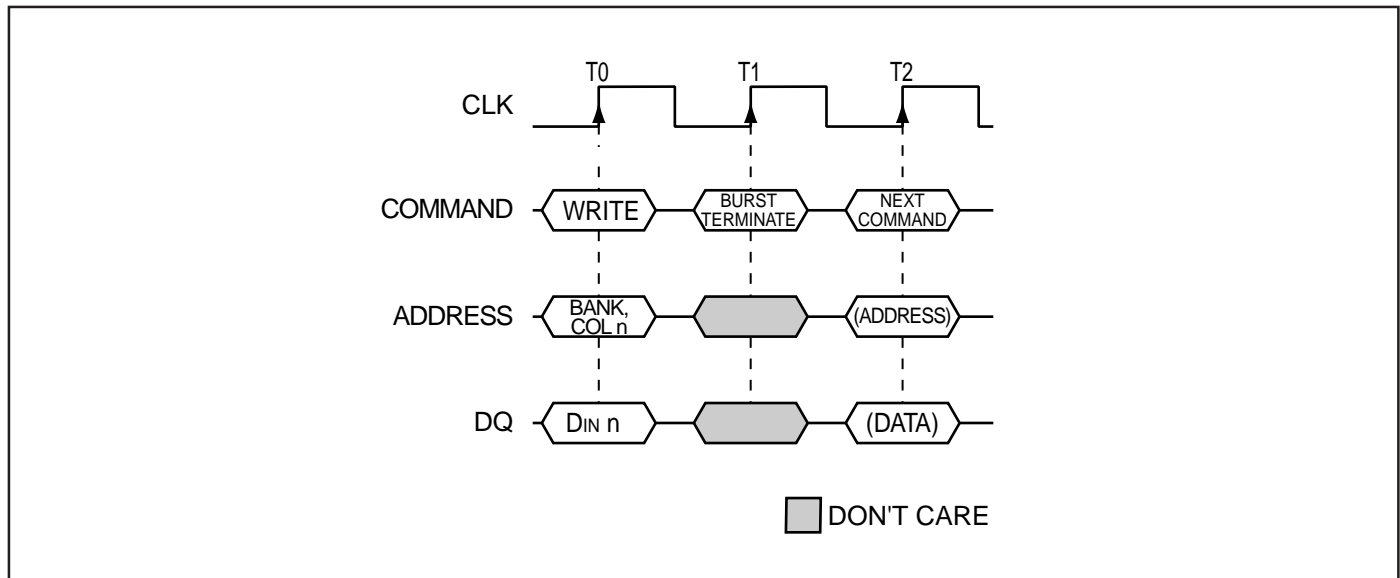 T0 T1 T2
CLK
COMMAND WRITE BURST TERMINATE NEXT COMMAND
ADDRESS BANK, COL n (ADDRESS)
DQ DIN n (DATA)
DON'T CARE